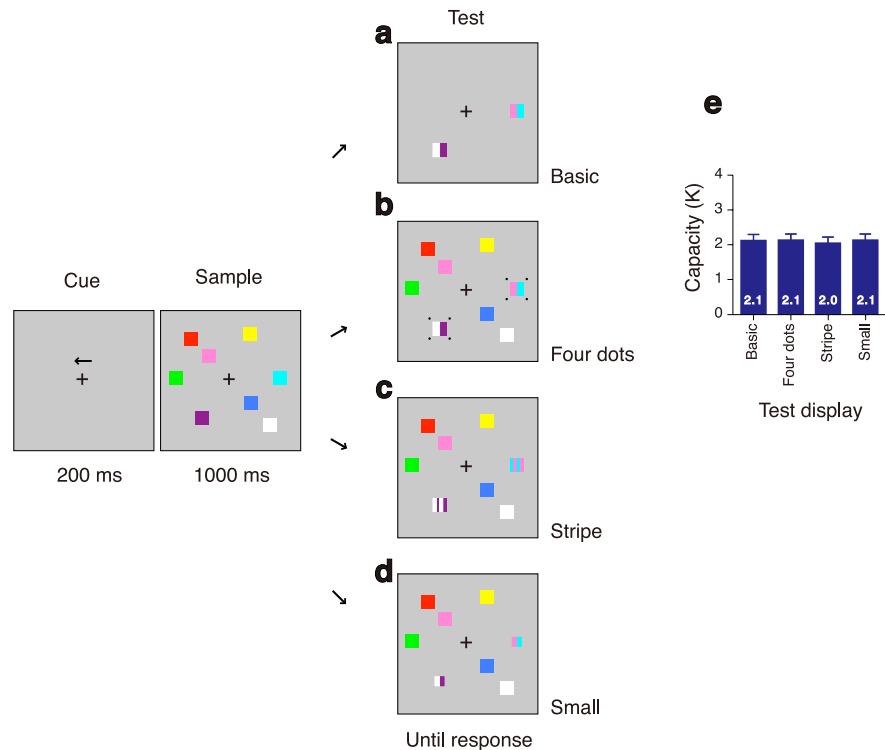 Test
a
Basic
b
Four dots
Cue
Sample
←
+
200 ms
1000 ms
c
Stripe
d
Small
Until response
e
Capacity (K)
4
3
2
1
0
2.1
2.1
2.0
2.1
Basic
Four dots
Stripe
Small
Test display